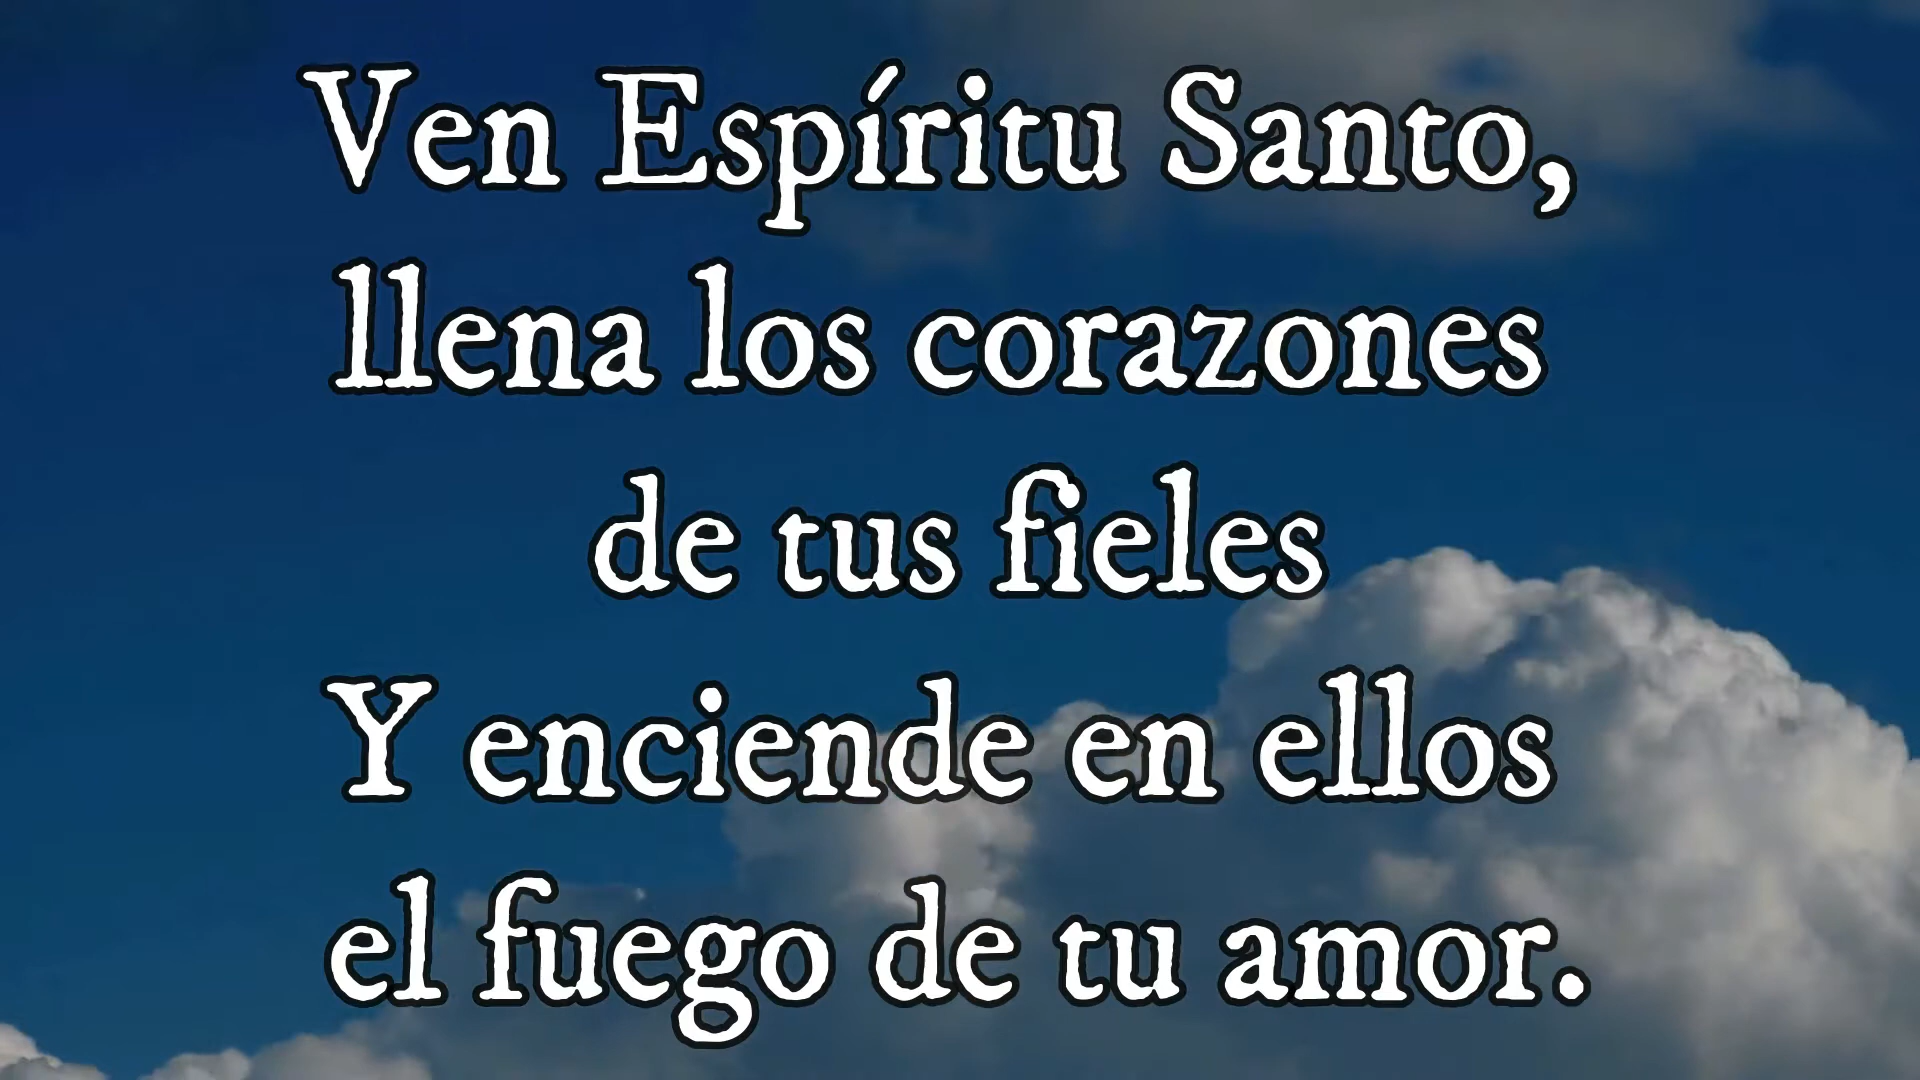 Ven Espíritu Santo,
llena los corazones
de tus fieles
Y enciende en ellos
el fuego de tu amor.